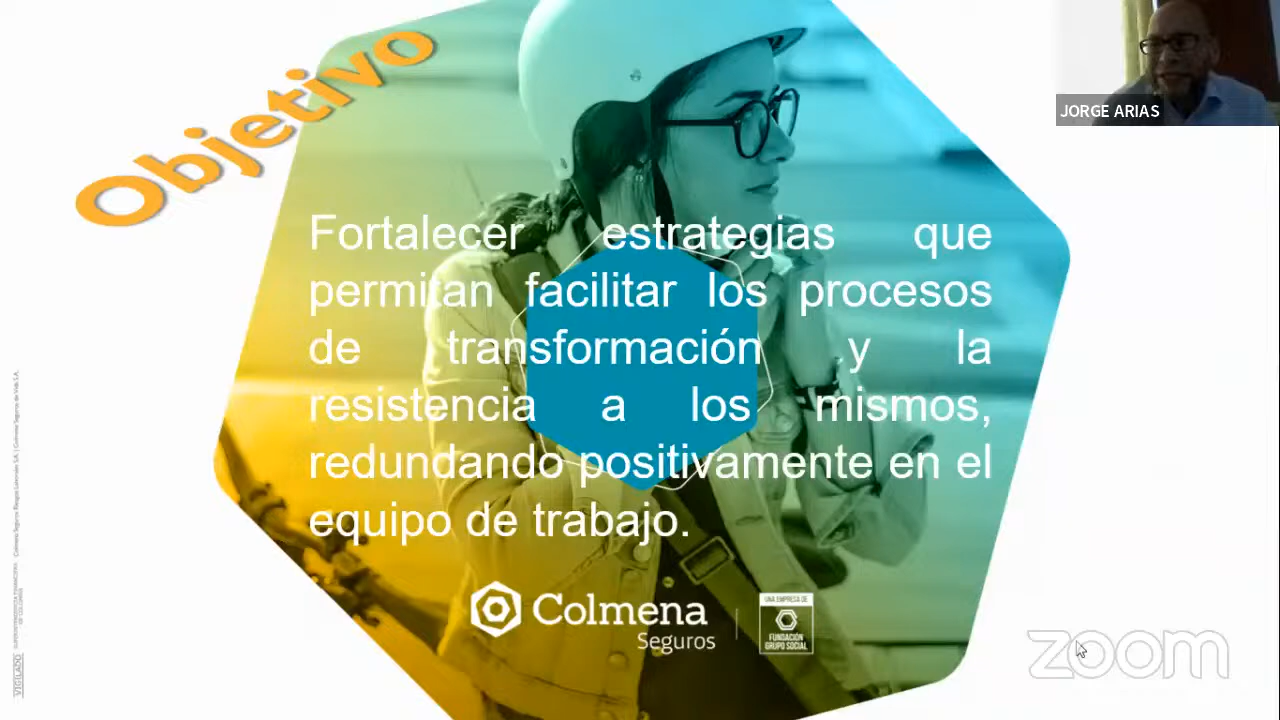 Objetivo
JORGE ARIAS
Fortalecer estrategias que
permitan facilitar los procesos
de transformación y la
resistencia a los mismos,
redundando positivamente en el
equipo de trabajo.
Colmena
Seguros
UNA EMPRESA DE
FUNDACIÓN
GRUPO SOCIAL
zoom
VIGILADO